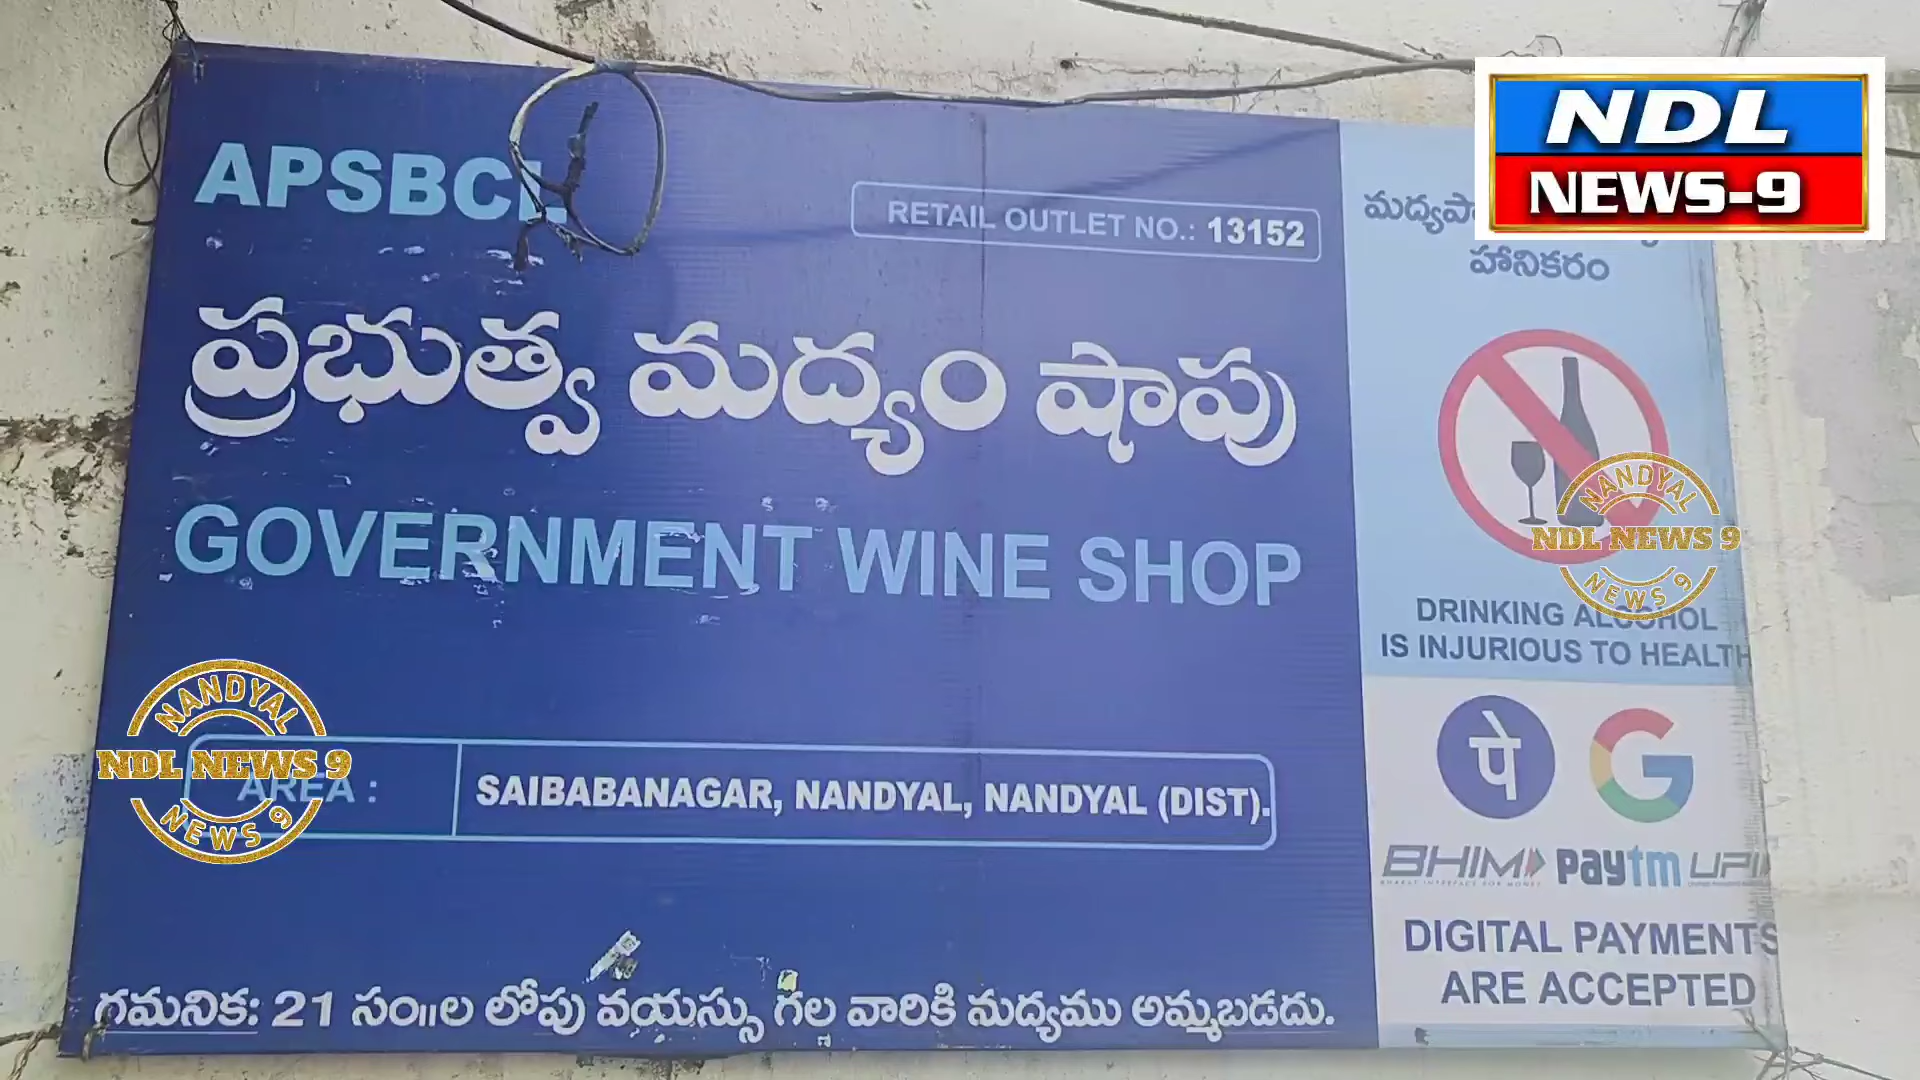 APSBCL
RETAIL OUTLET NO.: 13152
ప్రభుత్వ మద్యం షాపు
GOVERNMENT WINE SHOP
AREA :
SAIBABANAGAR, NANDYAL, NANDYAL (DIST).
గమనిక: 21 సం॥ల లోపు వయస్సు గల్ల వారికి మద్యము అమ్మబడదు.
NDL
NEWS-9
హానికరం
DRINKING ALCOHOL
IS INJURIOUS TO HEALTH
पे
G
BHIM paytm UPI
DIGITAL PAYMENTS
ARE ACCEPTED
NANDYAL
NDL NEWS 9
NEWS 9
NANDYAL
NDL NEWS 9
NEWS 9